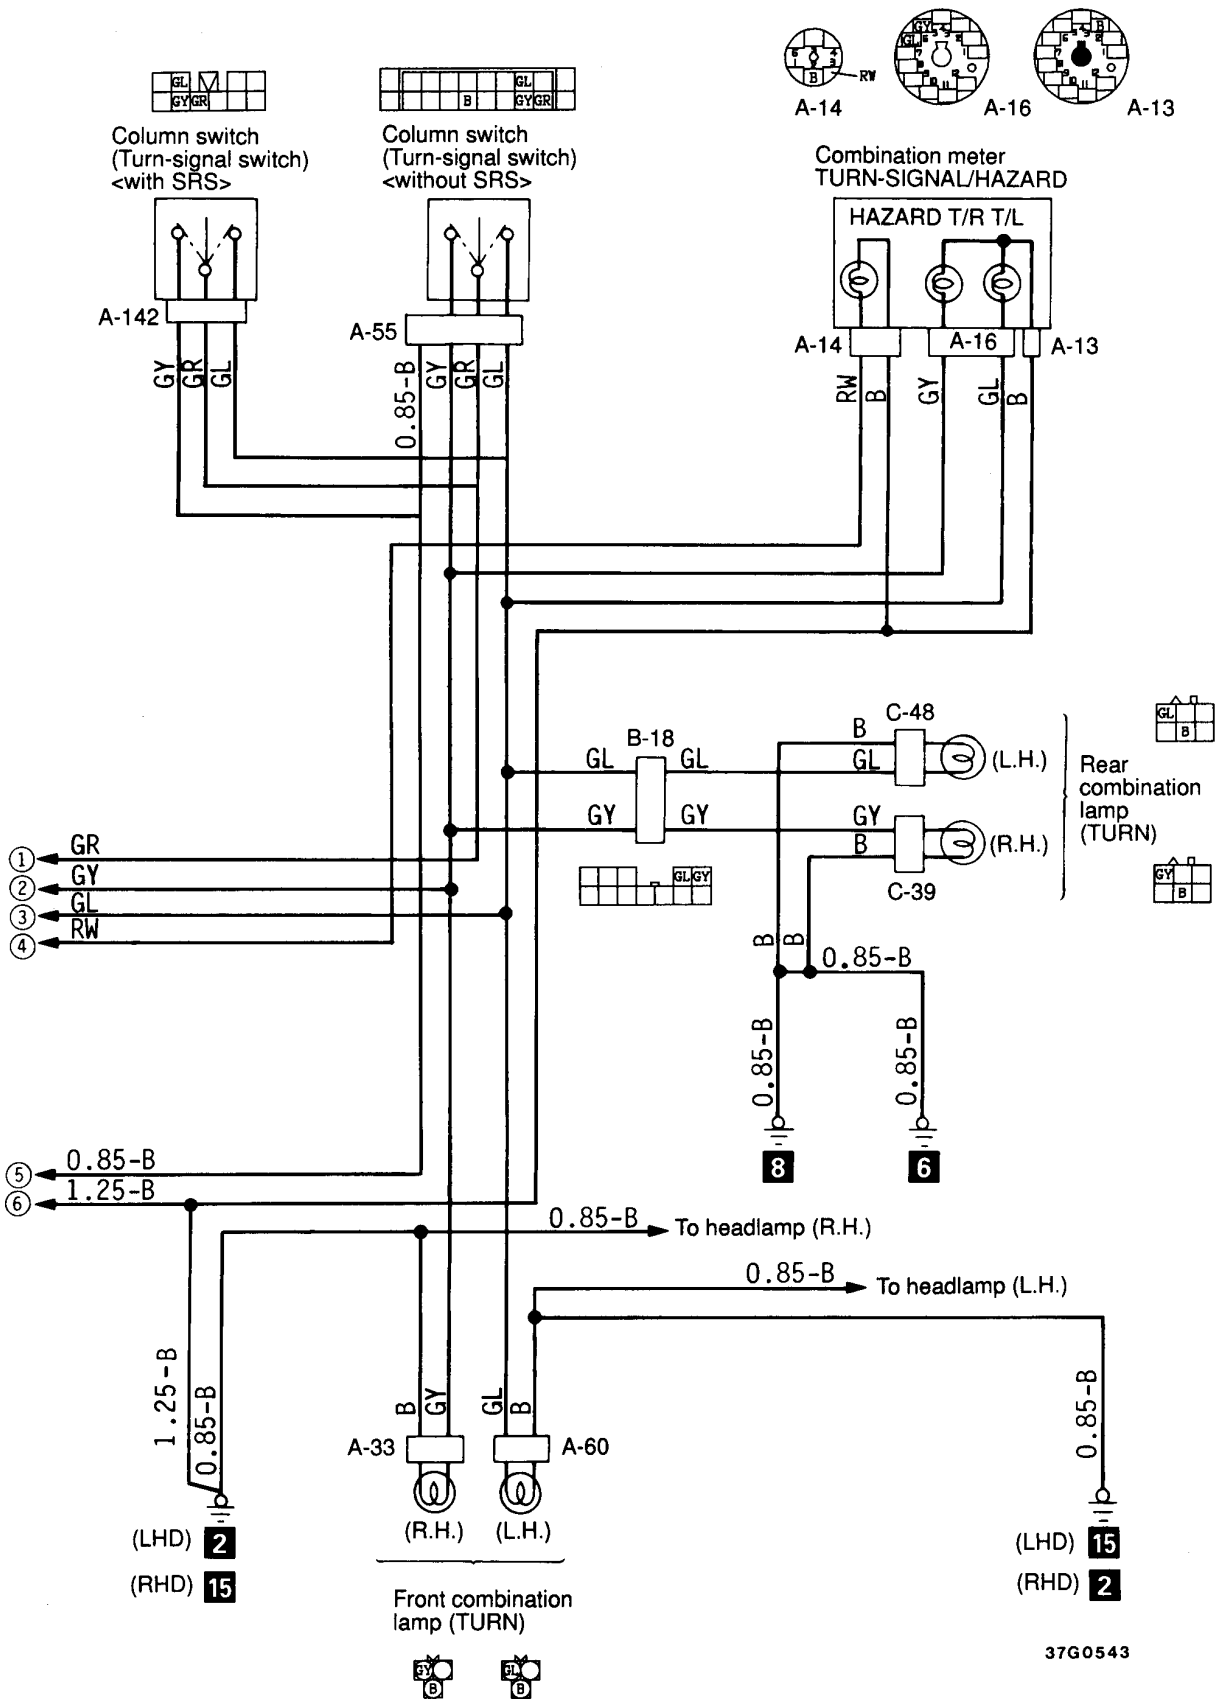 GL
GY GR
GL
B GY GR
B
RW
A-14
GY
GL
A-16
B
A-13
Column switch
(Turn-signal switch)
<with SRS>
Column switch
(Turn-signal switch)
<without SRS>
Combination meter
TURN-SIGNAL/HAZARD
HAZARD T/R T/L
A-142
A-55
A-14
A-16
A-13
GY
GR
GL
0.85-B
GY
GR
GL
RW
B
GY
GL
B
C-48
B-18
B
GL
GL
GL
(L.H.)
GY
GY
GY
B
(R.H.)
C-39
Rear
combination
lamp
(TURN)
GL
B
GY
B
GL GY
1 GR
2 GY
3 GL
4 RW
B
B
0.85-B
0.85-B
0.85-B
8
6
5 0.85-B
6 1.25-B
0.85-B To headlamp (R.H.)
0.85-B To headlamp (L.H.)
1.25-B
0.85-B
B
GY
GL
B
0.85-B
A-33
A-60
(R.H.)
(L.H.)
(LHD) 2
(RHD) 15
(LHD) 15
(RHD) 2
Front combination
lamp (TURN)
GY
B
GL
B
37G0543